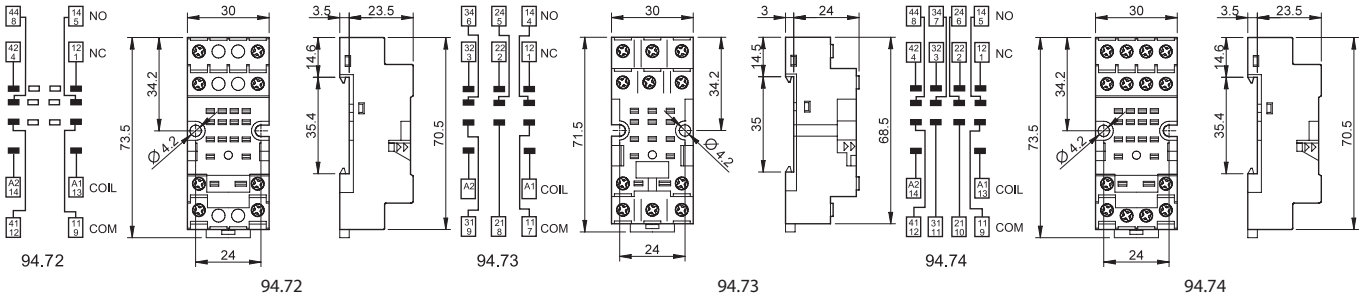 44 8 14 5 NO
42 4 12 1 NC
A2 14 A1 13 COIL
41 12 11 9 COM
94.72
30
34.2
73.5
Ø 4.2
24
3.5 23.5
14.6
35.4
70.5
94.72
34 6 24 5 14 4 NO
32 3 22 2 12 1 NC
A2 A1 COIL
31 9 21 8 11 7 COM
94.73
30
34.2
71.5
Ø 4.2
24
3 24
14.5
35
68.5
94.73
44 8 34 7 24 6 14 5 NO
42 4 32 3 22 2 12 1 NC
A2 14 A1 13 COIL
41 12 31 11 21 10 11 9 COM
94.74
30
34.2
73.5
Ø 4.2
24
3.5 23.5
14.6
35.4
70.5
94.74